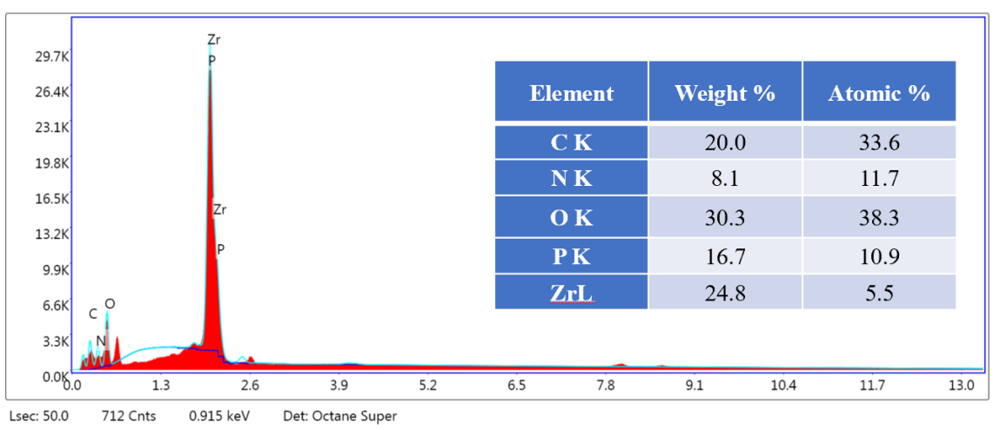 Zr
P
29.7K
26.4K
23.1K
19.8K
16.5K
13.2K
9.9K
6.6K
3.3K
0.0K
Zr
P
C
O
N
0.0 1.3 2.6 3.9 5.2 6.5 7.8 9.1 10.4 11.7 13.0
Element Weight % Atomic %
C K 20.0 33.6
N K 8.1 11.7
O K 30.3 38.3
P K 16.7 10.9
ZrL 24.8 5.5
Lsec: 50.0 712 Cnts 0.915 keV Det: Octane Super